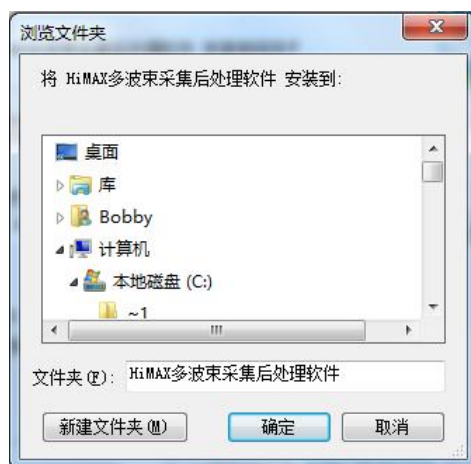 浏览文件夹
将 HiMAX多波束采集后处理软件 安装到:
桌面
库
Bobby
计算机
本地磁盘 (C:)
~1
文件夹(F): HiMAX多波束采集后处理软件
新建文件夹(M) 确定 取消